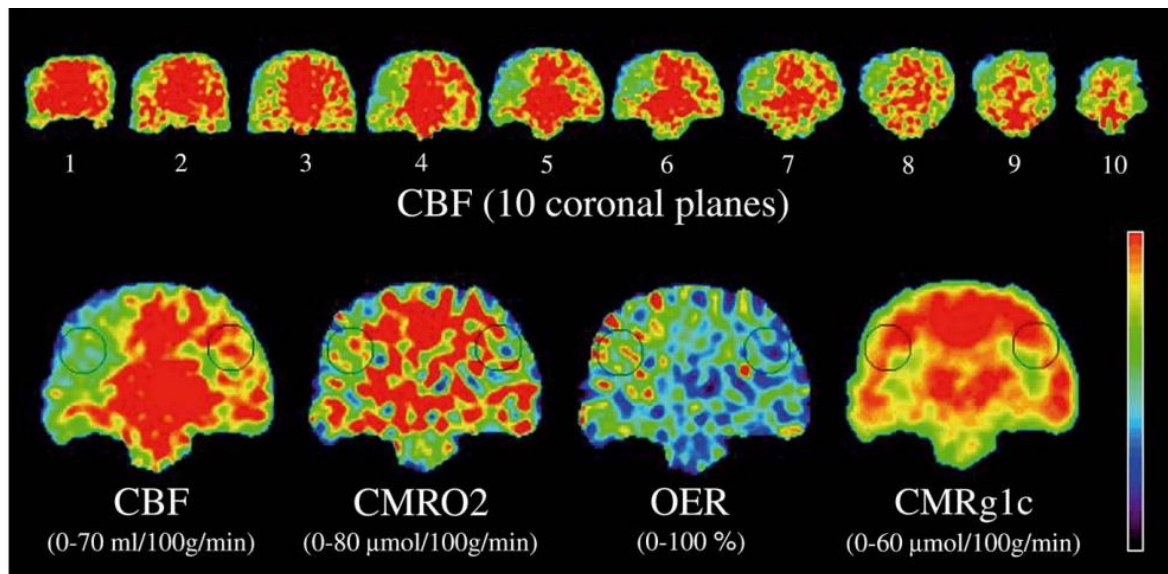 1 2 3 4 5 6 7 8 9 10
CBF (10 coronal planes)
CBF CMRO2 OER CMRg1c
(0-70 ml/100g/min) (0-80 μmol/100g/min) (0-100 %) (0-60 μmol/100g/min)